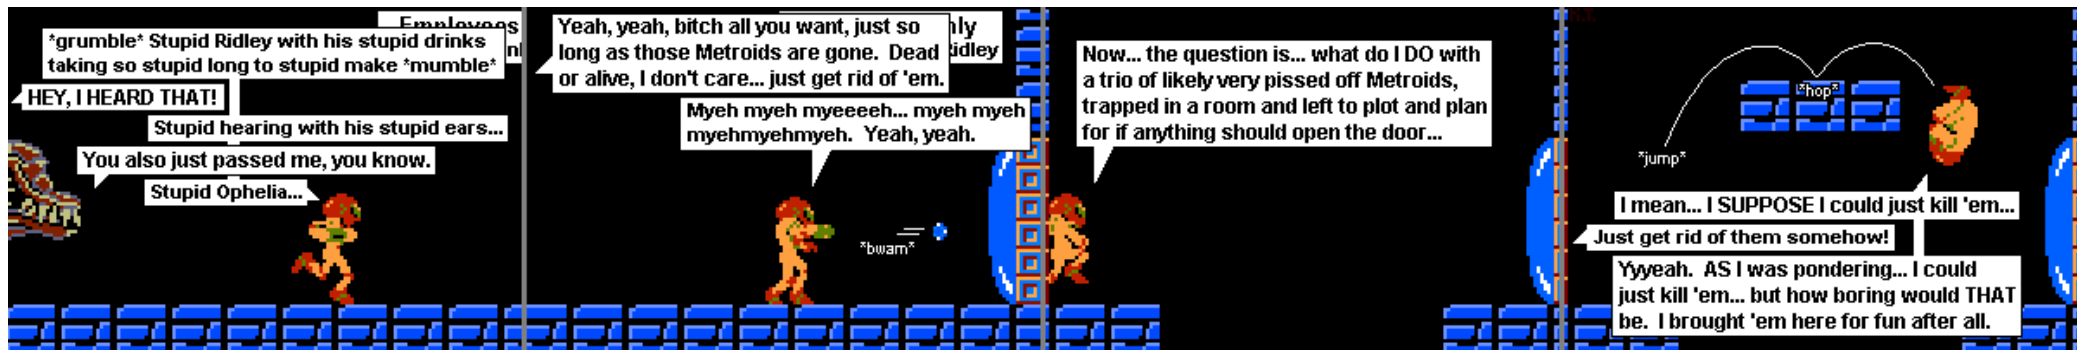 Employees
*grumble* Stupid Ridley with his stupid drinks
taking so stupid long to stupid make *mumble*
HEY, I HEARD THAT!
Stupid hearing with his stupid ears...
You also just passed me, you know.
Stupid Ophelia...
Yeah, yeah, bitch all you want, just so
long as those Metroids are gone. Dead
or alive, I don't care... just get rid of 'em.
nly
Ridley
Myeh myeh myeeeeh... myeh myeh
myehmyehmyeh. Yeah, yeah.
*bwam*
Now... the question is... what do I DO with
a trio of likely very pissed off Metroids,
trapped in a room and left to plot and plan
for if anything should open the door...
*jump*
*hop*
I mean... I SUPPOSE I could just kill 'em...
Just get rid of them somehow!
Yyyeah. AS I was pondering... I could
just kill 'em... but how boring would THAT
be. I brought 'em here for fun after all.